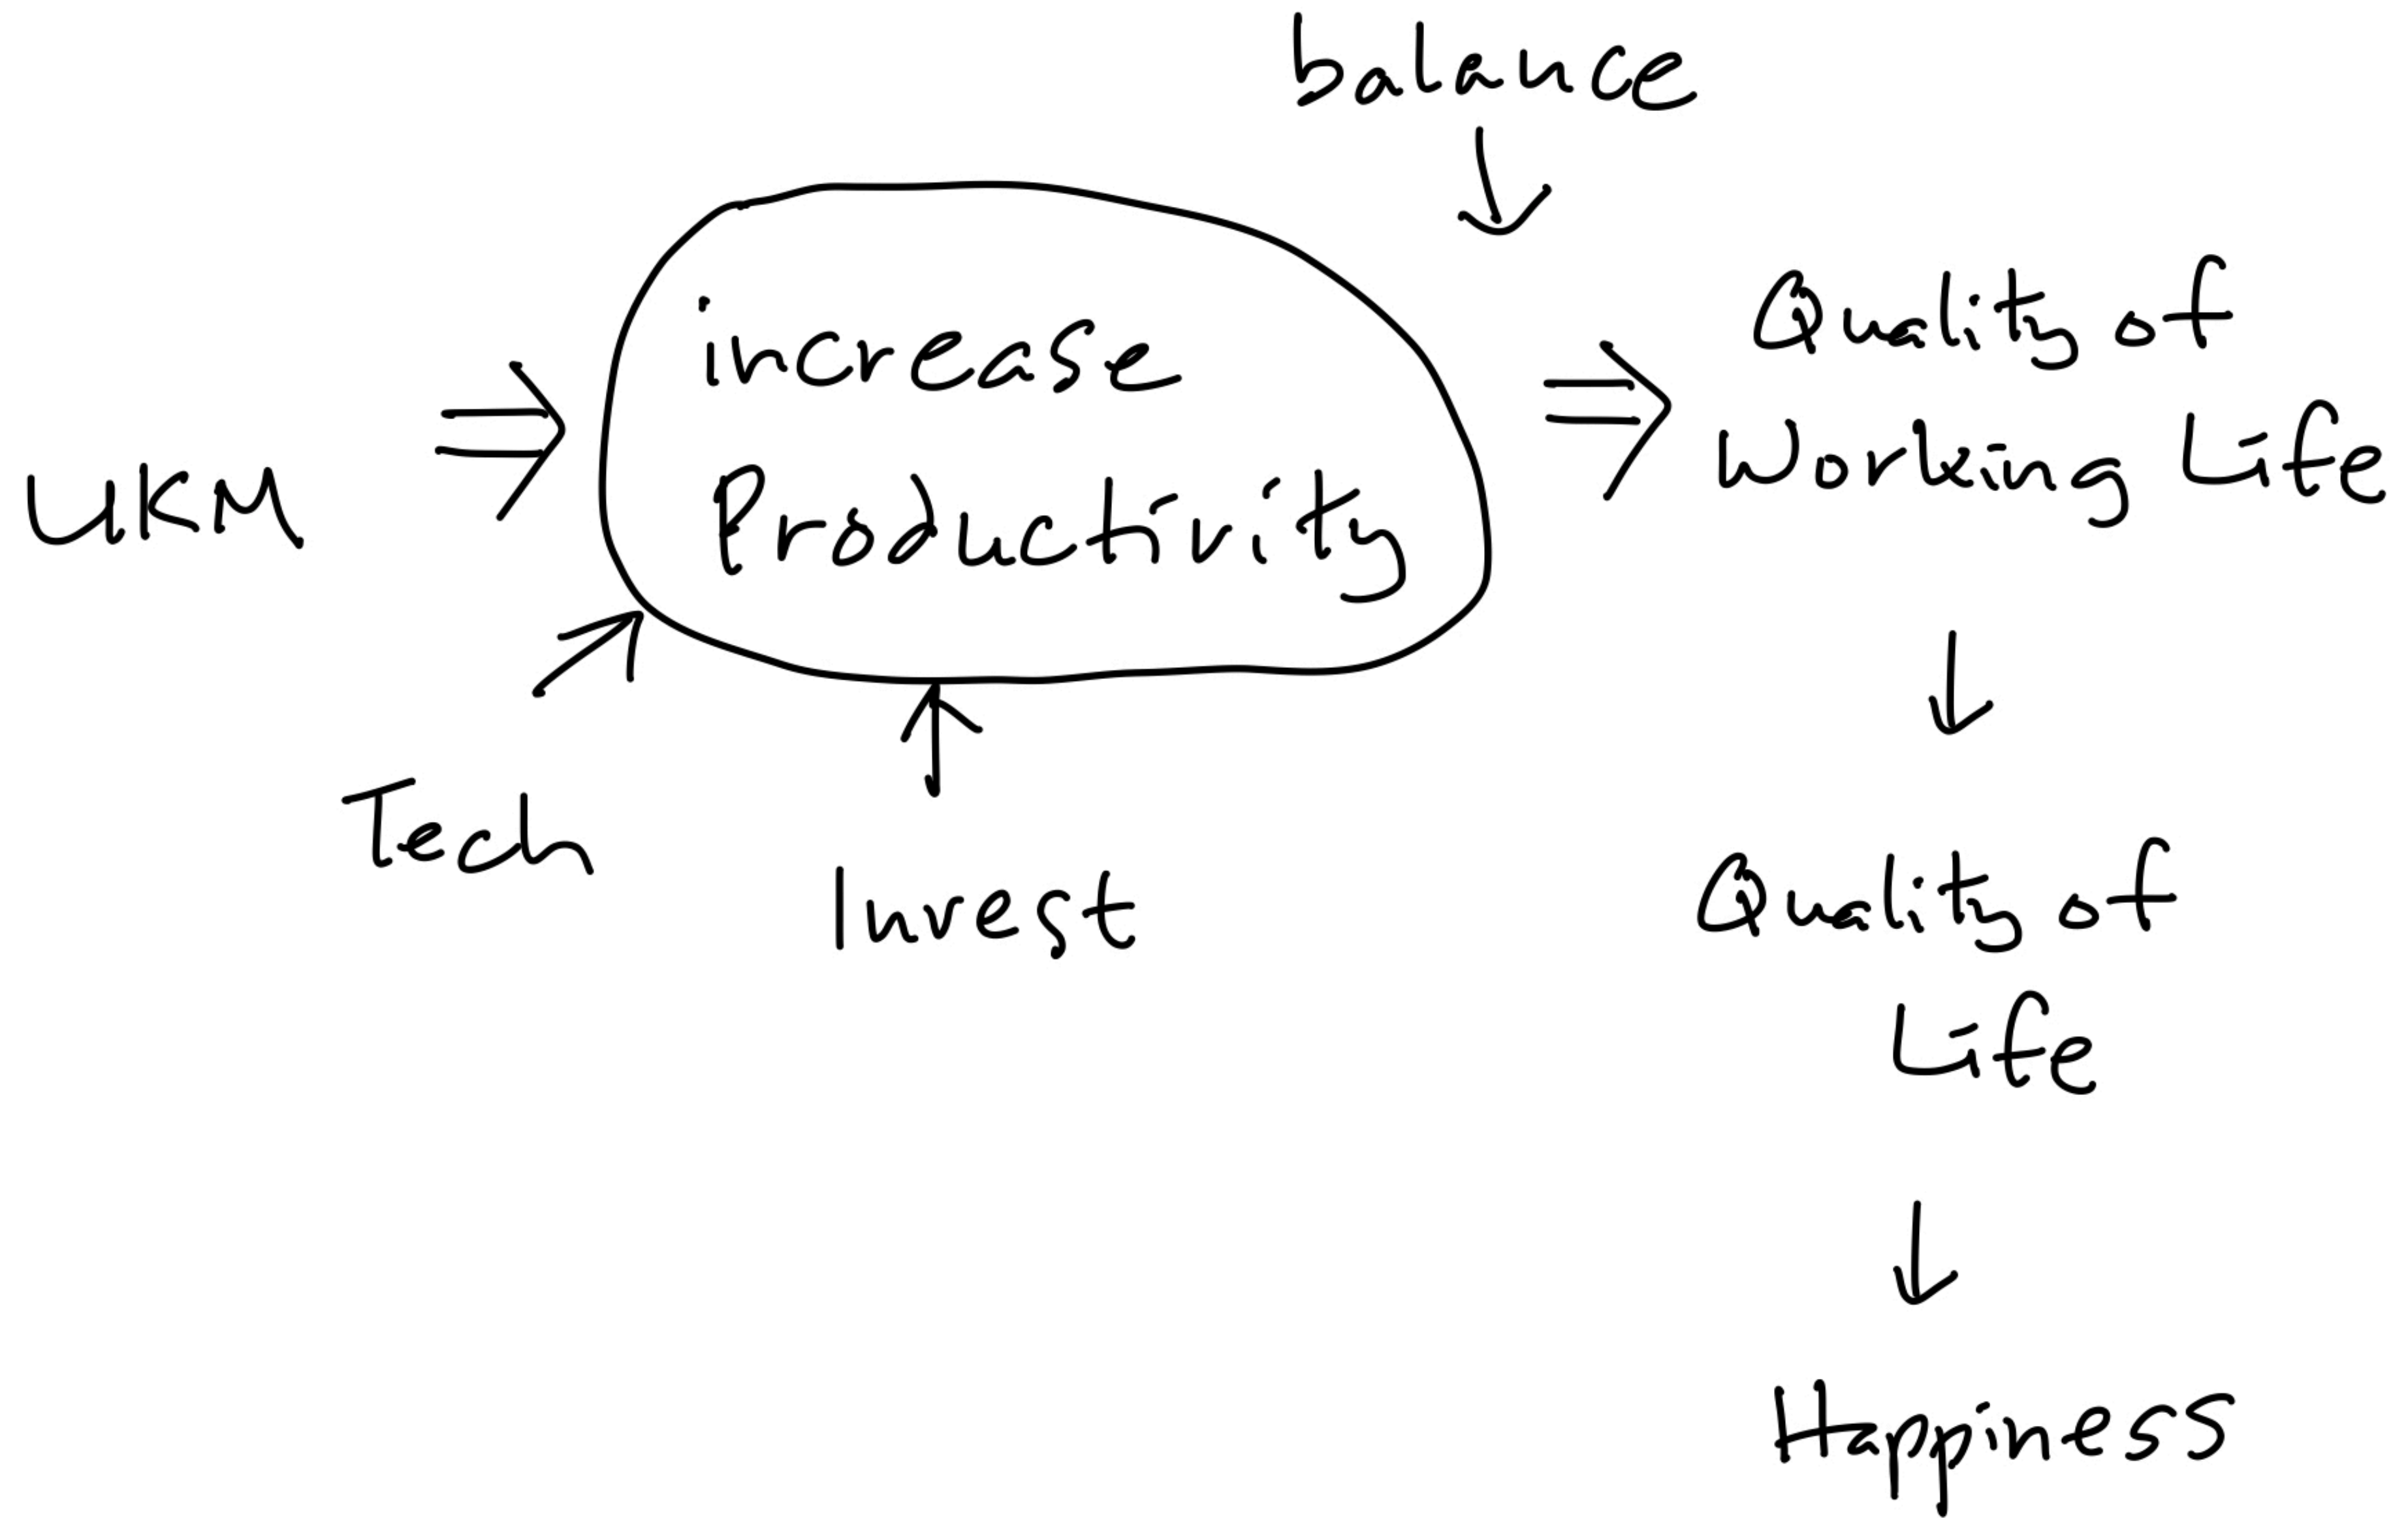 balance
increase
Productivity
UKM
Quality of
Working Life
Tech
Invest
Quality of
Life
Happiness